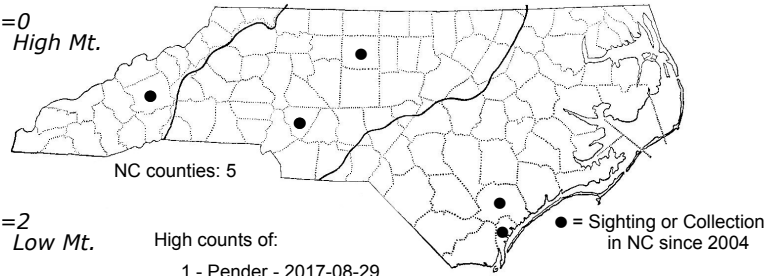 =0
High Mt.
NC counties: 5
=2
Low Mt.
High counts of:
1 - Pender - 2017-08-29
● = Sighting or Collection
in NC since 2004